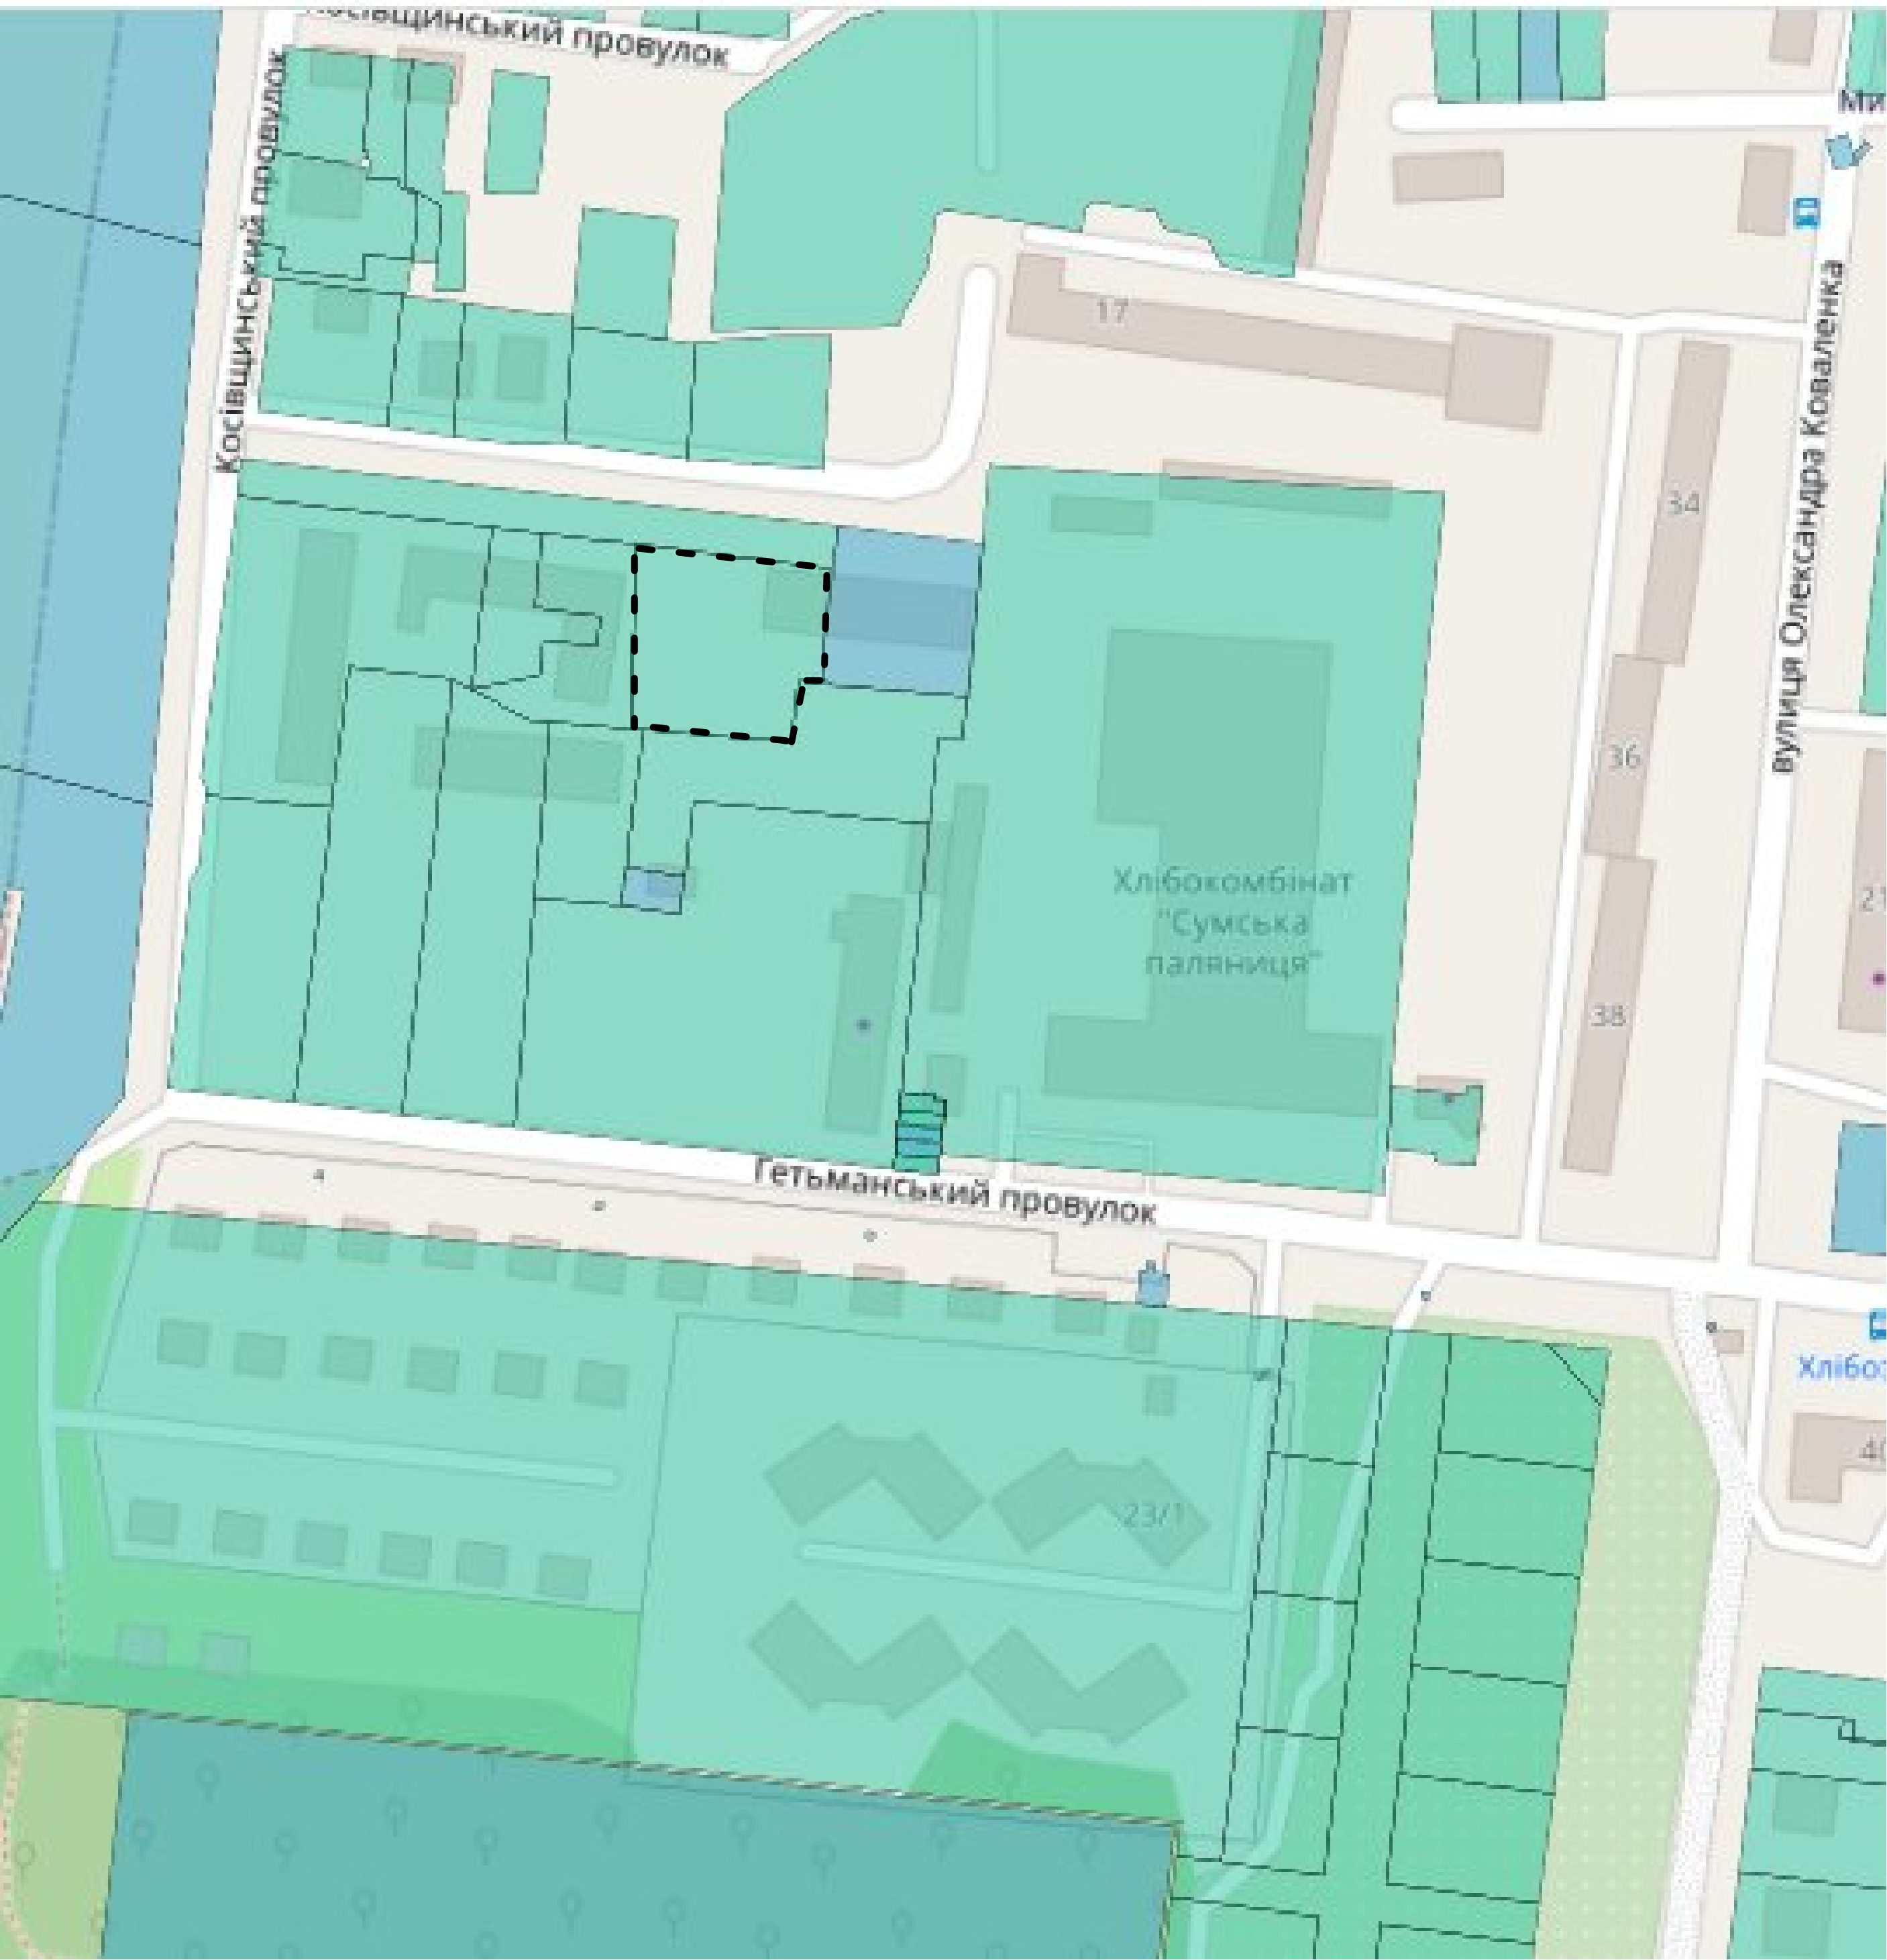 Косівщинський провулок
Ми
Косівщинський провулок
17
вулиця Олександра Коваленка
34
36
Хлібокомбінат
"Сумська
паляниця"
21
38
Гетьманський провулок
Хлібоз
40
23/1